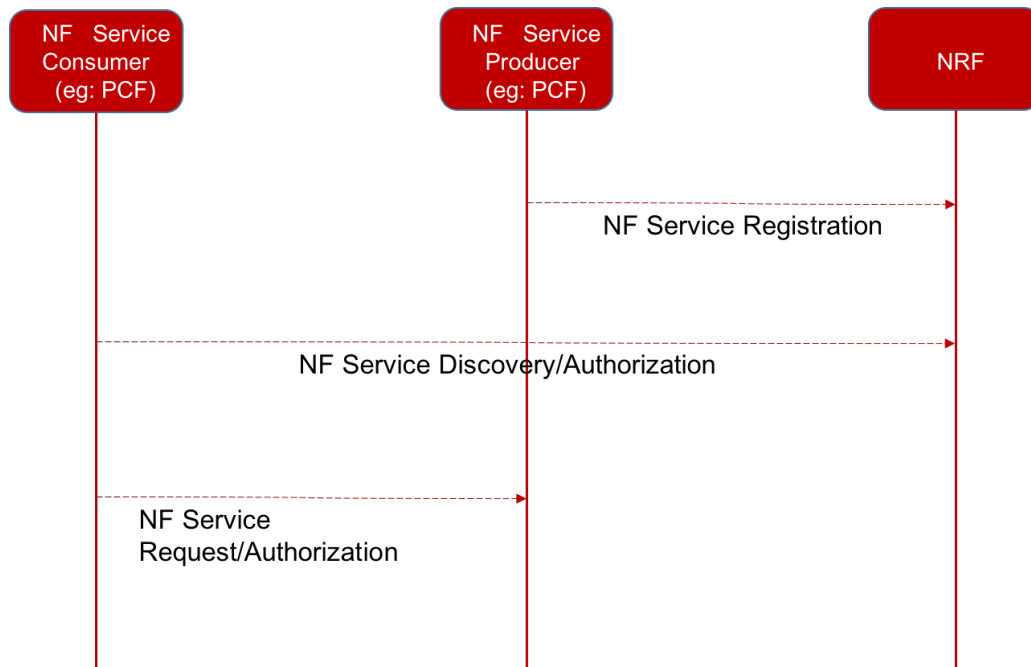 NF Service
Consumer
(eg: PCF)
NF Service
Producer
(eg: PCF)
NRF
NF Service Registration
NF Service Discovery/Authorization
NF Service
Request/Authorization